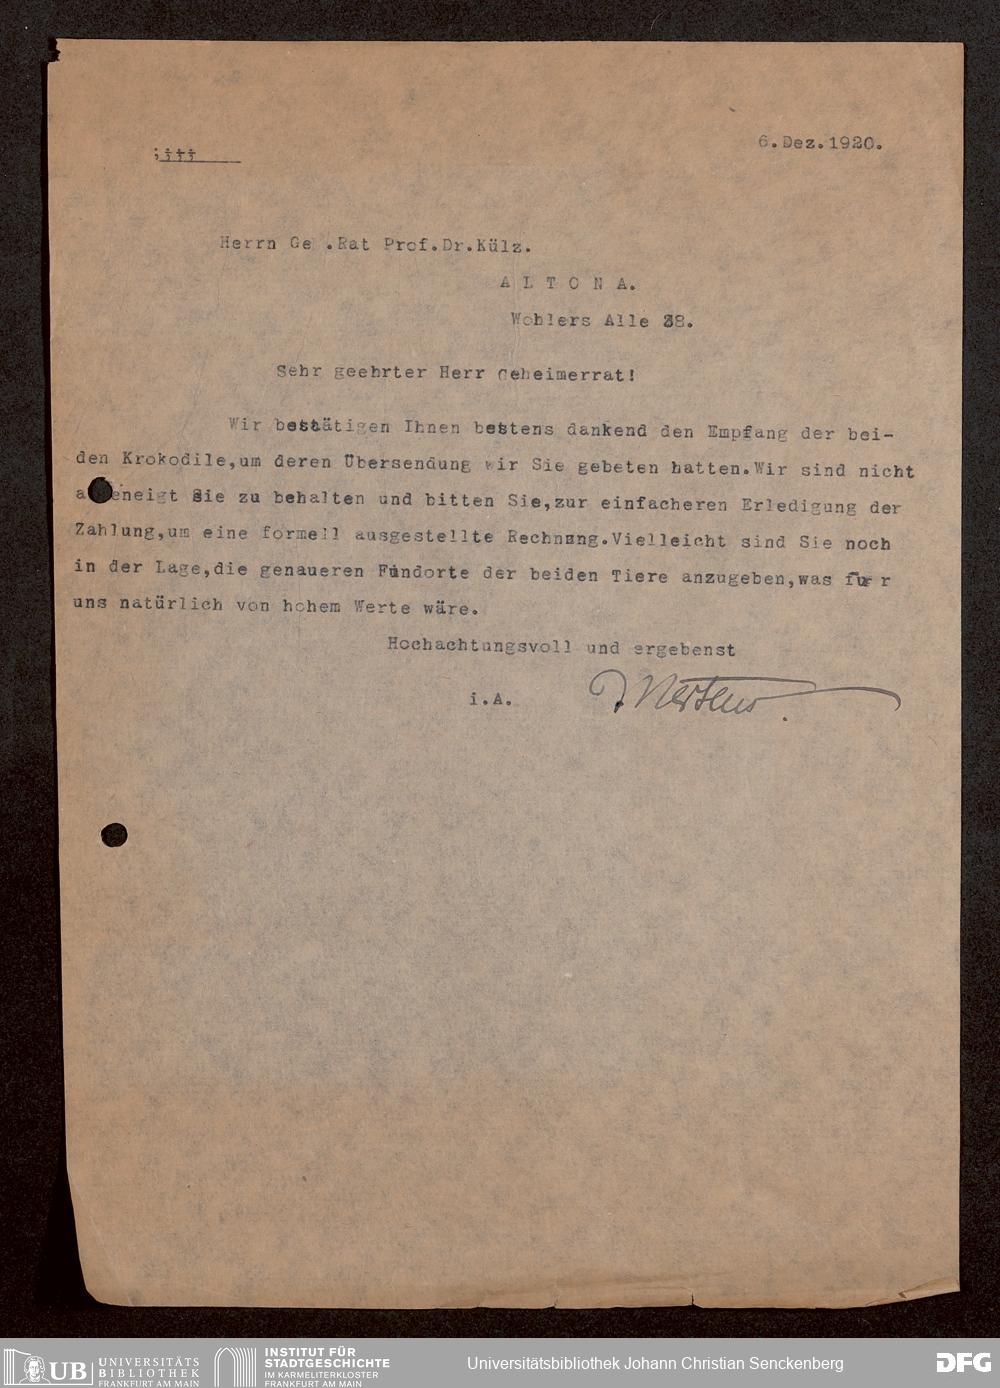 6.Dez.1920.
Herrn Ge .Rat Prof.Dr.Külz.
A L T O N A.
Wohlers Alle 38.
Sehr geehrter Herr Geheimerrat!
Wir bestätigen Ihnen bestens dankend den Empfang der bei-
den Krokodile,um deren Übersendung wir Sie gebeten hatten.Wir sind nicht
a eneigt Sie zu behalten und bitten Sie,zur einfacheren Erledigung der
Zahlung,um eine formell ausgestellte Rechnung.Vielleicht sind Sie noch
in der Lage,die genaueren Fundorte der beiden Tiere anzugeben,was für
uns natürlich von hohem Werte wäre.
Hochachtungsvoll und ergebenst
i.A. Mertens.
UB UNIVERSITÄTS
BIBLIOTHEK
FRANKFURT AM MAIN
INSTITUT FÜR
STADTGESCHICHTE
IM KARMELITERKLOSTER
FRANKFURT AM MAIN
Universitätsbibliothek Johann Christian Senckenberg
DFG